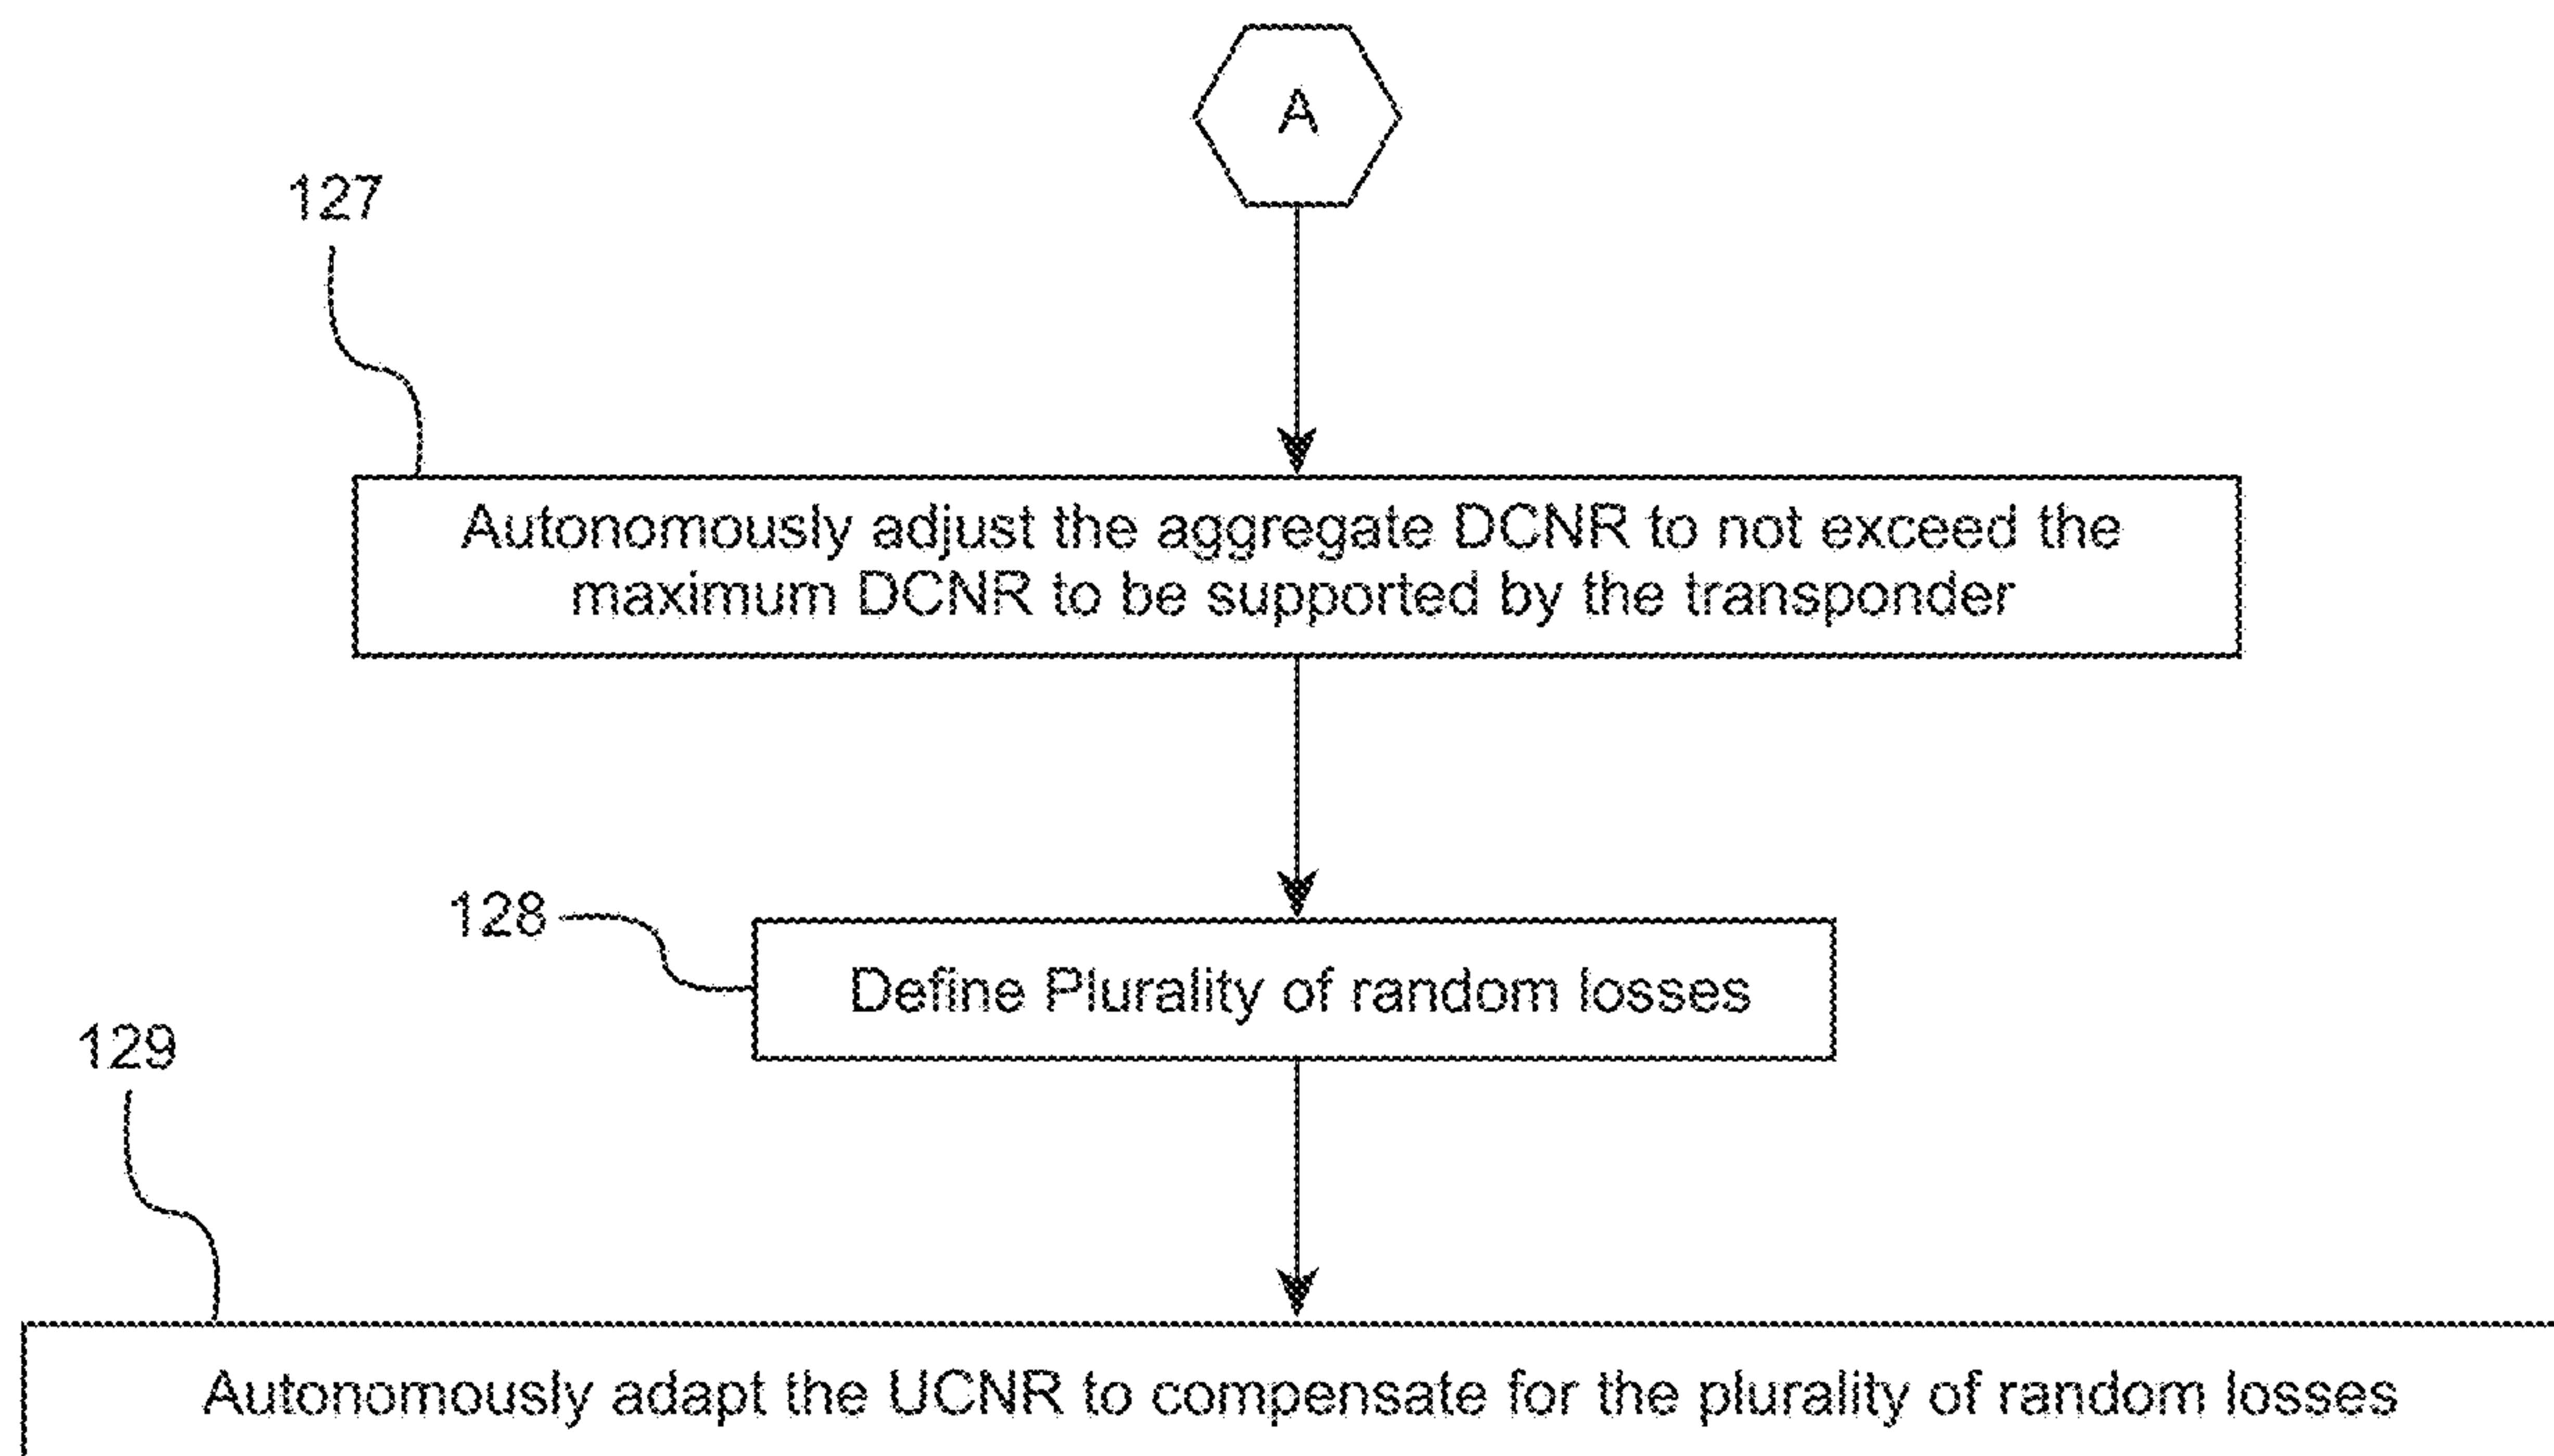 A
127
Autonomously adjust the aggregate DCNR to not exceed the
maximum DCNR to be supported by the transponder
128
Define Plurality of random losses
129
Autonomously adapt the UCNR to compensate for the plurality of random losses